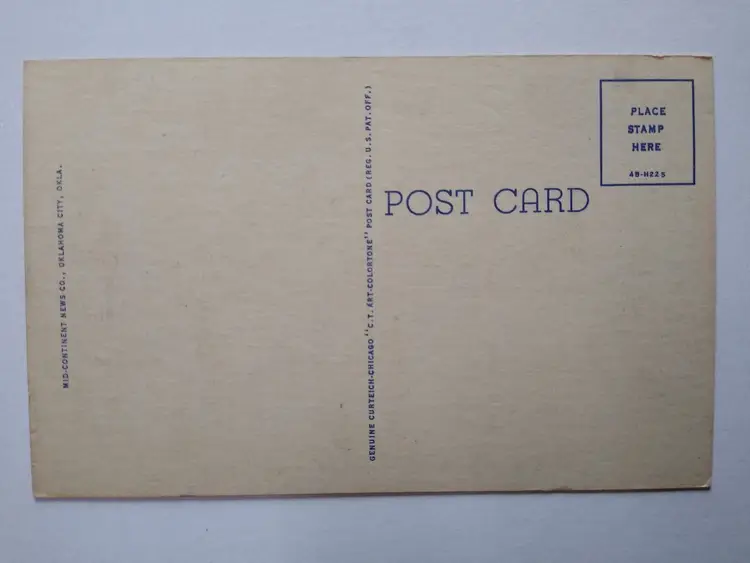 MID-CONTINENT NEWS CO., OKLAHOMA CITY, OKLA.
GENUINE CURTEICH-CHICAGO "C.T. ART-COLORTONE" POST CARD (REG. U.S. PAT. OFF.)
POST CARD
PLACE
STAMP
HERE
4B-H225